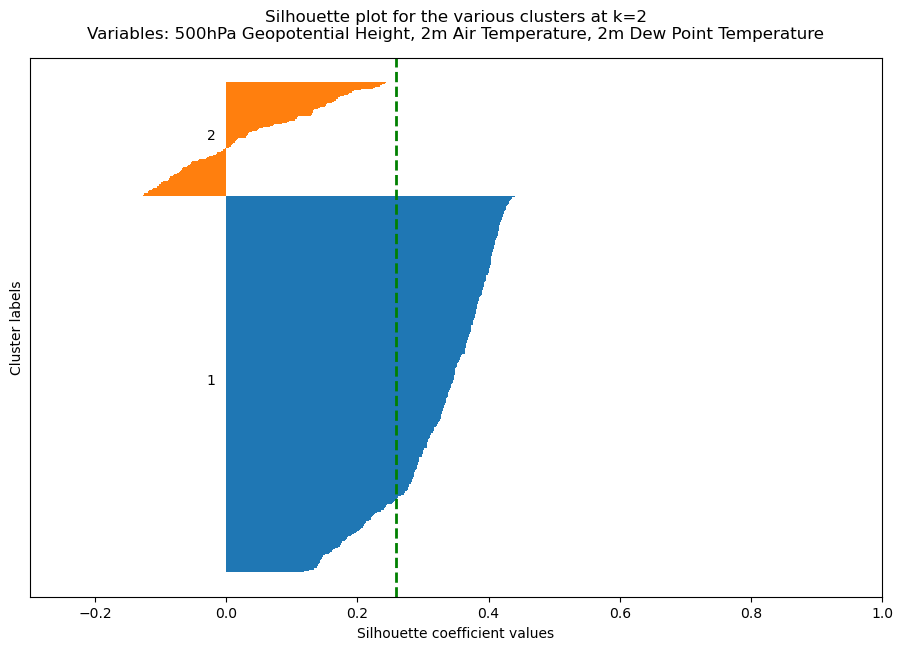 Silhouette plot for the various clusters at k=2
Variables: 500hPa Geopotential Height, 2m Air Temperature, 2m Dew Point Temperature
2
1
Cluster labels
−0.2
0.0
0.2
0.4
0.6
0.8
1.0
Silhouette coefficient values